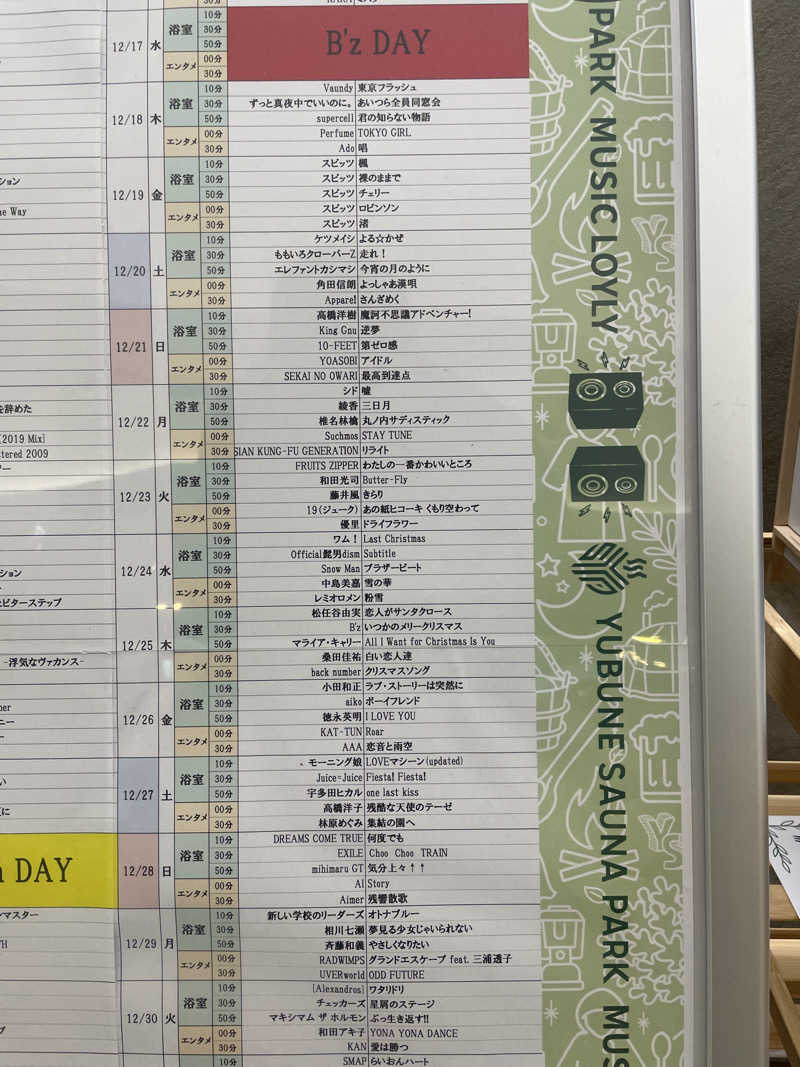 30分
12/17 水 浴室 10分 B'z DAY
30分
50分
エンタメ 00分
30分
12/18 木 浴室 10分 Vaundy 東京フラッシュ
30分 ずっと真夜中でいいのに。 あいつら全員同窓会
50分 supercell 君の知らない物語
エンタメ 00分 Perfume TOKYO GIRL
30分 Ado 唱
12/19 金 浴室 10分 スピッツ 楓
30分 スピッツ 裸のままで
50分 スピッツ チェリー
エンタメ 00分 スピッツ ロビンソン
30分 スピッツ 渚
12/20 土 浴室 10分 ケツメイシ よる☆かぜ
30分 ももいろクローバーZ 走れ！
50分 エレファントカシマシ 今宵の月のように
エンタメ 00分 角田信朗 よっしゃあ漢唄
30分 Appare! さんざめく
12/21 日 浴室 10分 高橋洋樹 魔訶不思議アドベンチャー!
30分 King Gnu 逆夢
50分 10-FEET 第ゼロ感
エンタメ 00分 YOASOBI アイドル
30分 SEKAI NO OWARI 最高到達点
12/22 月 浴室 10分 シド 嘘
30分 綾香 三日月
50分 椎名林檎 丸ノ内サディスティック
エンタメ 00分 Suchmos STAY TUNE
30分 SIAN KUNG-FU GENERATION リライト
12/23 火 浴室 10分 FRUITS ZIPPER わたしの一番かわいいところ
30分 和田光司 Butter-Fly
50分 藤井風 きらり
エンタメ 00分 19(ジューク) あの紙ヒコーキ くもり空わって
30分 優里 ドライフラワー
12/24 水 浴室 10分 ワム！ Last Christmas
30分 Official髭男dism Subtitle
50分 Snow Man ブラザービート
エンタメ 00分 中島美嘉 雪の華
30分 レミオロメン 粉雪
12/25 木 浴室 10分 松任谷由実 恋人がサンタクロース
30分 B'z いつかのメリークリスマス
50分 マライア・キャリー All I Want for Christmas Is You
エンタメ 00分 桑田佳祐 白い恋人達
30分 back number クリスマスソング
12/26 金 浴室 10分 小田和正 ラブ・ストーリーは突然に
30分 aiko ボーイフレンド
50分 徳永英明 I LOVE YOU
エンタメ 00分 KAT-TUN Roar
30分 AAA 恋音と雨空
12/27 土 浴室 10分 モーニング娘 LOVEマシーン(updated)
30分 Juice=Juice Fiesta! Fiesta!
50分 宇多田ヒカル one last kiss
エンタメ 00分 高橋洋子 残酷な天使のテーゼ
30分 林原めぐみ 集結の園へ
12/28 日 浴室 10分 DREAMS COME TRUE 何度でも
30分 EXILE Choo Choo TRAIN
50分 mihimaru GT 気分上々↑↑
エンタメ 00分 AI Story
30分 Aimer 残響散歌
12/29 月 浴室 10分 新しい学校のリーダーズ オトナブルー
30分 相川七瀬 夢見る少女じゃいられない
50分 斉藤和義 やさしくなりたい
エンタメ 00分 RADWIMPS グランドエスケープ feat. 三浦透子
30分 UVERworld ODD FUTURE
12/30 火 浴室 10分 [Alexandros] ワタリドリ
30分 チェッカーズ 星屑のステージ
50分 マキシマム ザ ホルモン ぶっ生き返す!!
エンタメ 00分 和田アキ子 YONA YONA DANCE
30分 KAN 愛は勝つ
10分 SMAP らいおんハート
ション
he Way
を辞めた
[2019 Mix]
tered 2009
ション
ビターステップ
-浮気なヴァカンス-
DAY
マスター
PARK MUSIC LOYLY
YUBUNE SAUNA PARK MUS